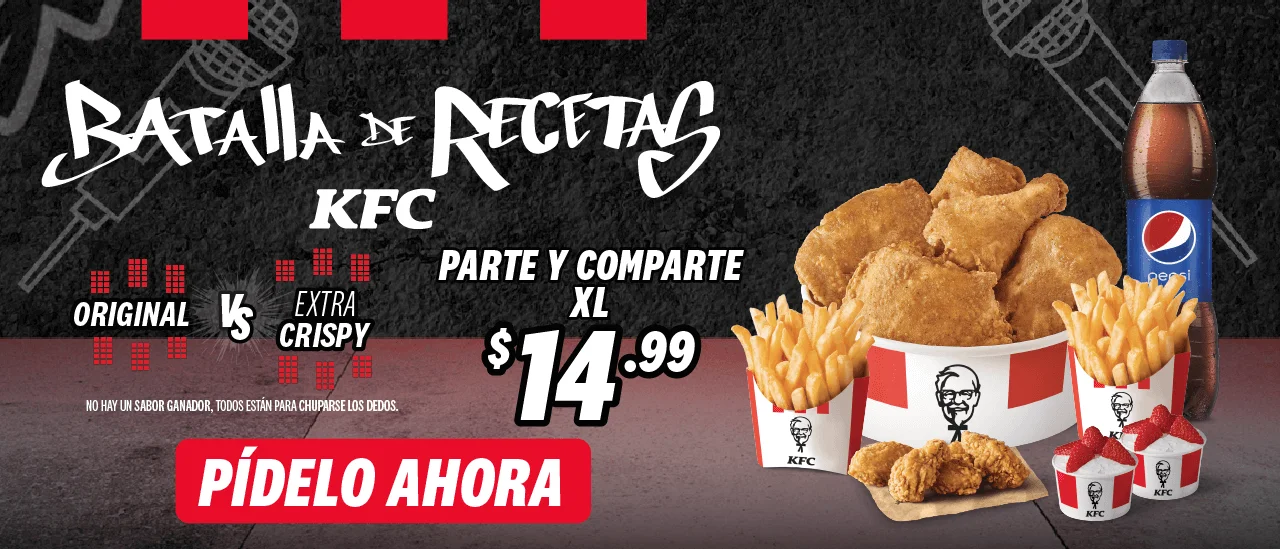 BATALLA DE RECETAS
KFC
ORIGINAL VS EXTRA CRISPY
NO HAY UN SABOR GANADOR, TODOS ESTÁN PARA CHUPARSE LOS DEDOS.
PARTE Y COMPARTE
XL
$14.99
PÍDELO AHORA
pepsi
KFC
KFC
KFC